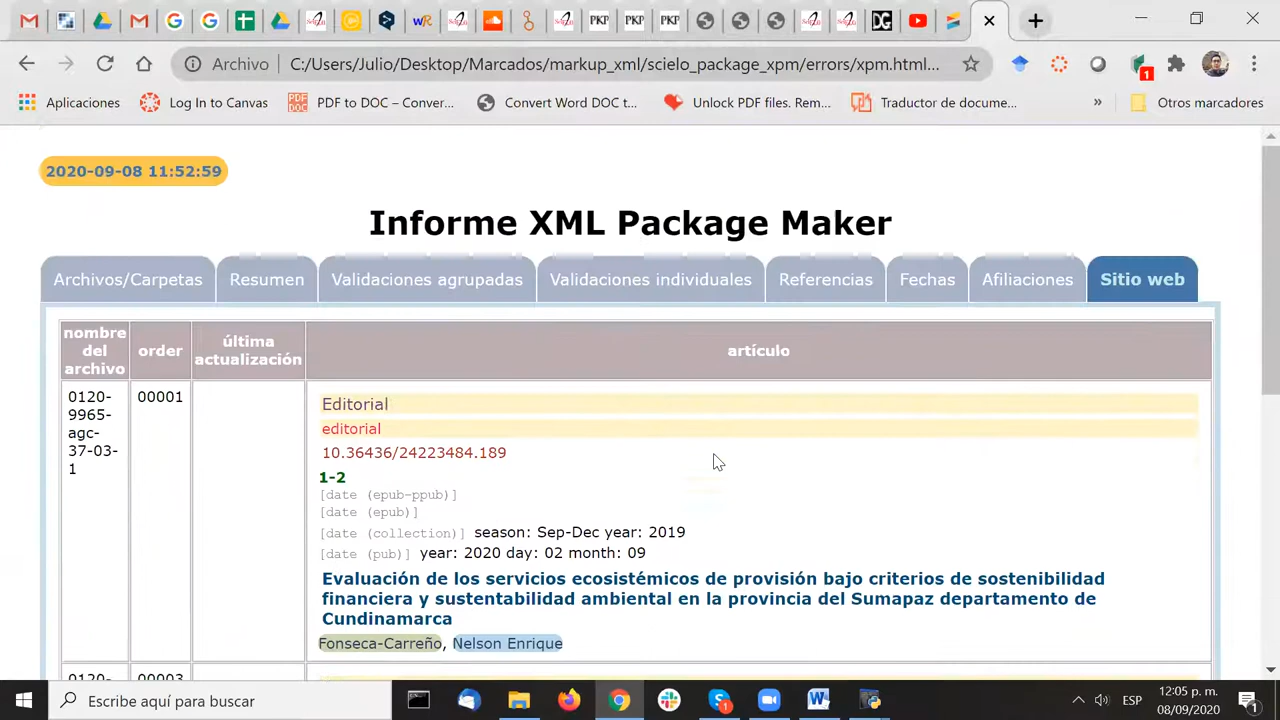 Archivo
C:/Users/Julio/Desktop/Marcados/markup_xml/scielo_package_xpm/errors/xpm.html...
1
Aplicaciones
Log In to Canvas
PDF to DOC – Conver...
Convert Word DOC t...
Unlock PDF files. Rem...
Traductor de docume...
»
Otros marcadores
2020-09-08 11:52:59
Informe XML Package Maker
Archivos/Carpetas
Resumen
Validaciones agrupadas
Validaciones individuales
Referencias
Fechas
Afiliaciones
Sitio web
nombre
del
archivo
order
última
actualización
artículo
0120-
9965-
agc-
37-03-
1
00001
Editorial
editorial
10.36436/24223484.189
1-2
[date (epub-ppub)]
[date (epub)]
[date (collection)] season: Sep-Dec year: 2019
[date (pub)] year: 2020 day: 02 month: 09
Evaluación de los servicios ecosistémicos de provisión bajo criterios de sostenibilidad
financiera y sustentabilidad ambiental en la provincia del Sumapaz departamento de
Cundinamarca
Fonseca-Carreño, Nelson Enrique
0120-
00003
Escribe aquí para buscar
ESP
12:05 p. m.
08/09/2020